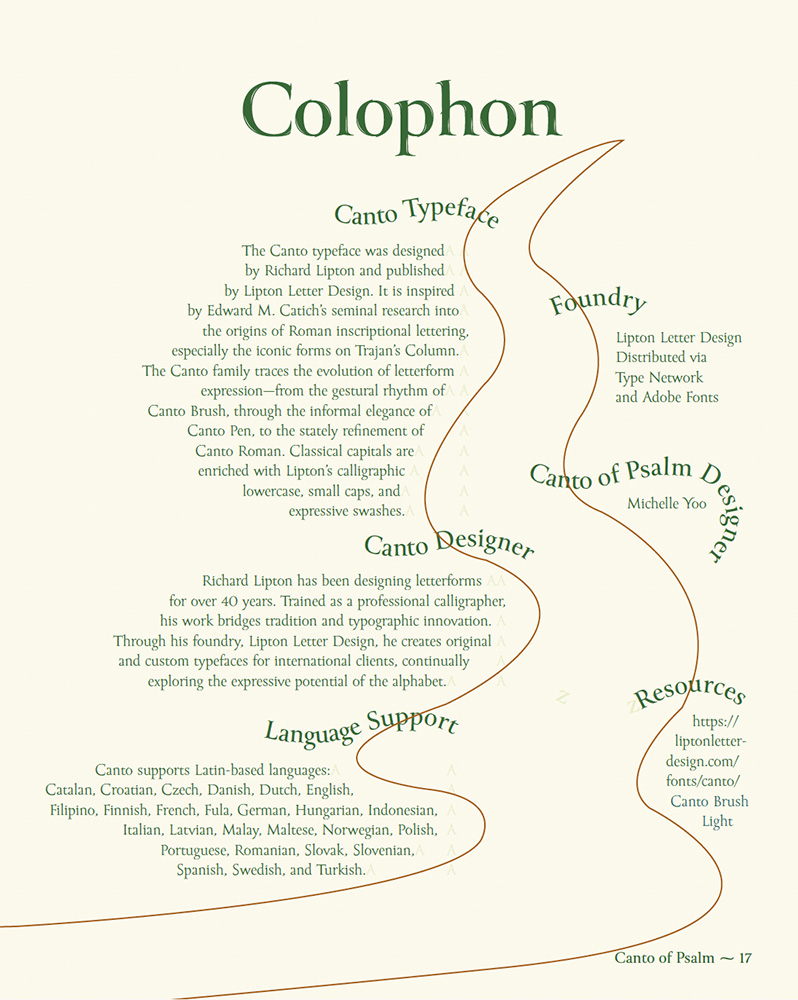 Colophon
Canto Typeface
The Canto typeface was designed
by Richard Lipton and published
by Lipton Letter Design. It is inspired
by Edward M. Catich's seminal research into
the origins of Roman inscriptional lettering,
especially the iconic forms on Trajan's Column.
The Canto family traces the evolution of letterform
expression—from the gestural rhythm of
Canto Brush, through the informal elegance of
Canto Pen, to the stately refinement of
Canto Roman. Classical capitals are
enriched with Lipton's calligraphic
lowercase, small caps, and
expressive swashes.
Canto Designer
Richard Lipton has been designing letterforms
for over 40 years. Trained as a professional calligrapher,
his work bridges tradition and typographic innovation.
Through his foundry, Lipton Letter Design, he creates original
and custom typefaces for international clients, continually
exploring the expressive potential of the alphabet.
Language Support
Canto supports Latin-based languages:
Catalan, Croatian, Czech, Danish, Dutch, English,
Filipino, Finnish, French, Fula, German, Hungarian, Indonesian,
Italian, Latvian, Malay, Maltese, Norwegian, Polish,
Portuguese, Romanian, Slovak, Slovenian,
Spanish, Swedish, and Turkish.
Foundry
Lipton Letter Design
Distributed via
Type Network
and Adobe Fonts
Canto of Psalm Designer
Michelle Yoo
Resources
https://
liptonletter-
design.com/
fonts/canto/
Canto Brush
Light
Canto of Psalm ~ 17